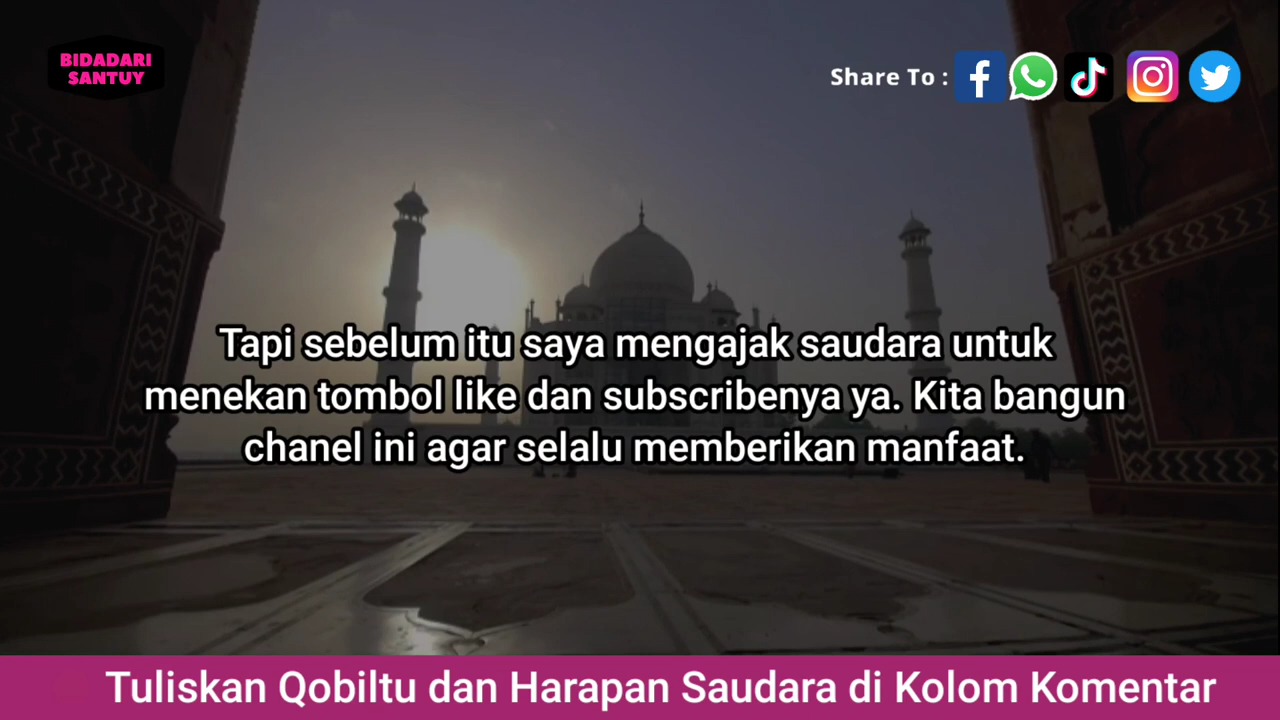 BIDADARI
SANTUY
Share To :
Tapi sebelum itu saya mengajak saudara untuk
menekan tombol like dan subscribenya ya. Kita bangun
chanel ini agar selalu memberikan manfaat.
Tuliskan Qobiltu dan Harapan Saudara di Kolom Komentar